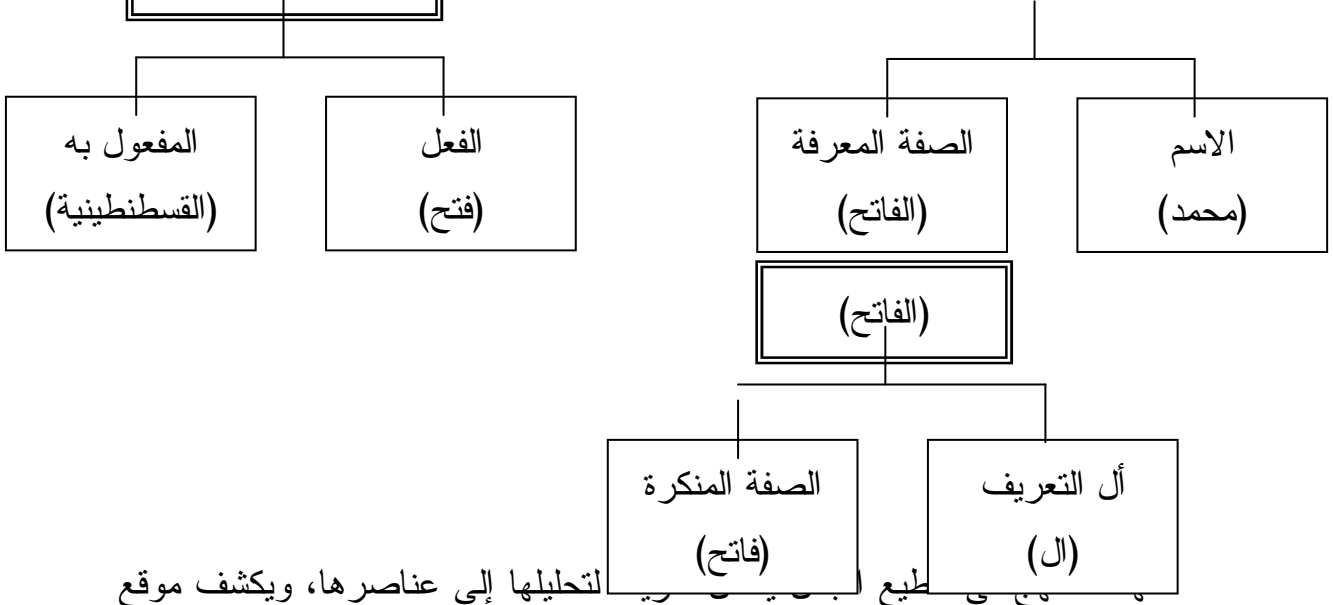 الاسم
(محمد)
الصفة المعرفة
(الفاتح)
الفعل
(فتح)
المفعول به
(القسطنطينية)
(الفاتح)
أل التعريف
(ال)
الصفة المنكرة
(فاتح)
لتحليلها إلى عناصرها، ويكشف موقع